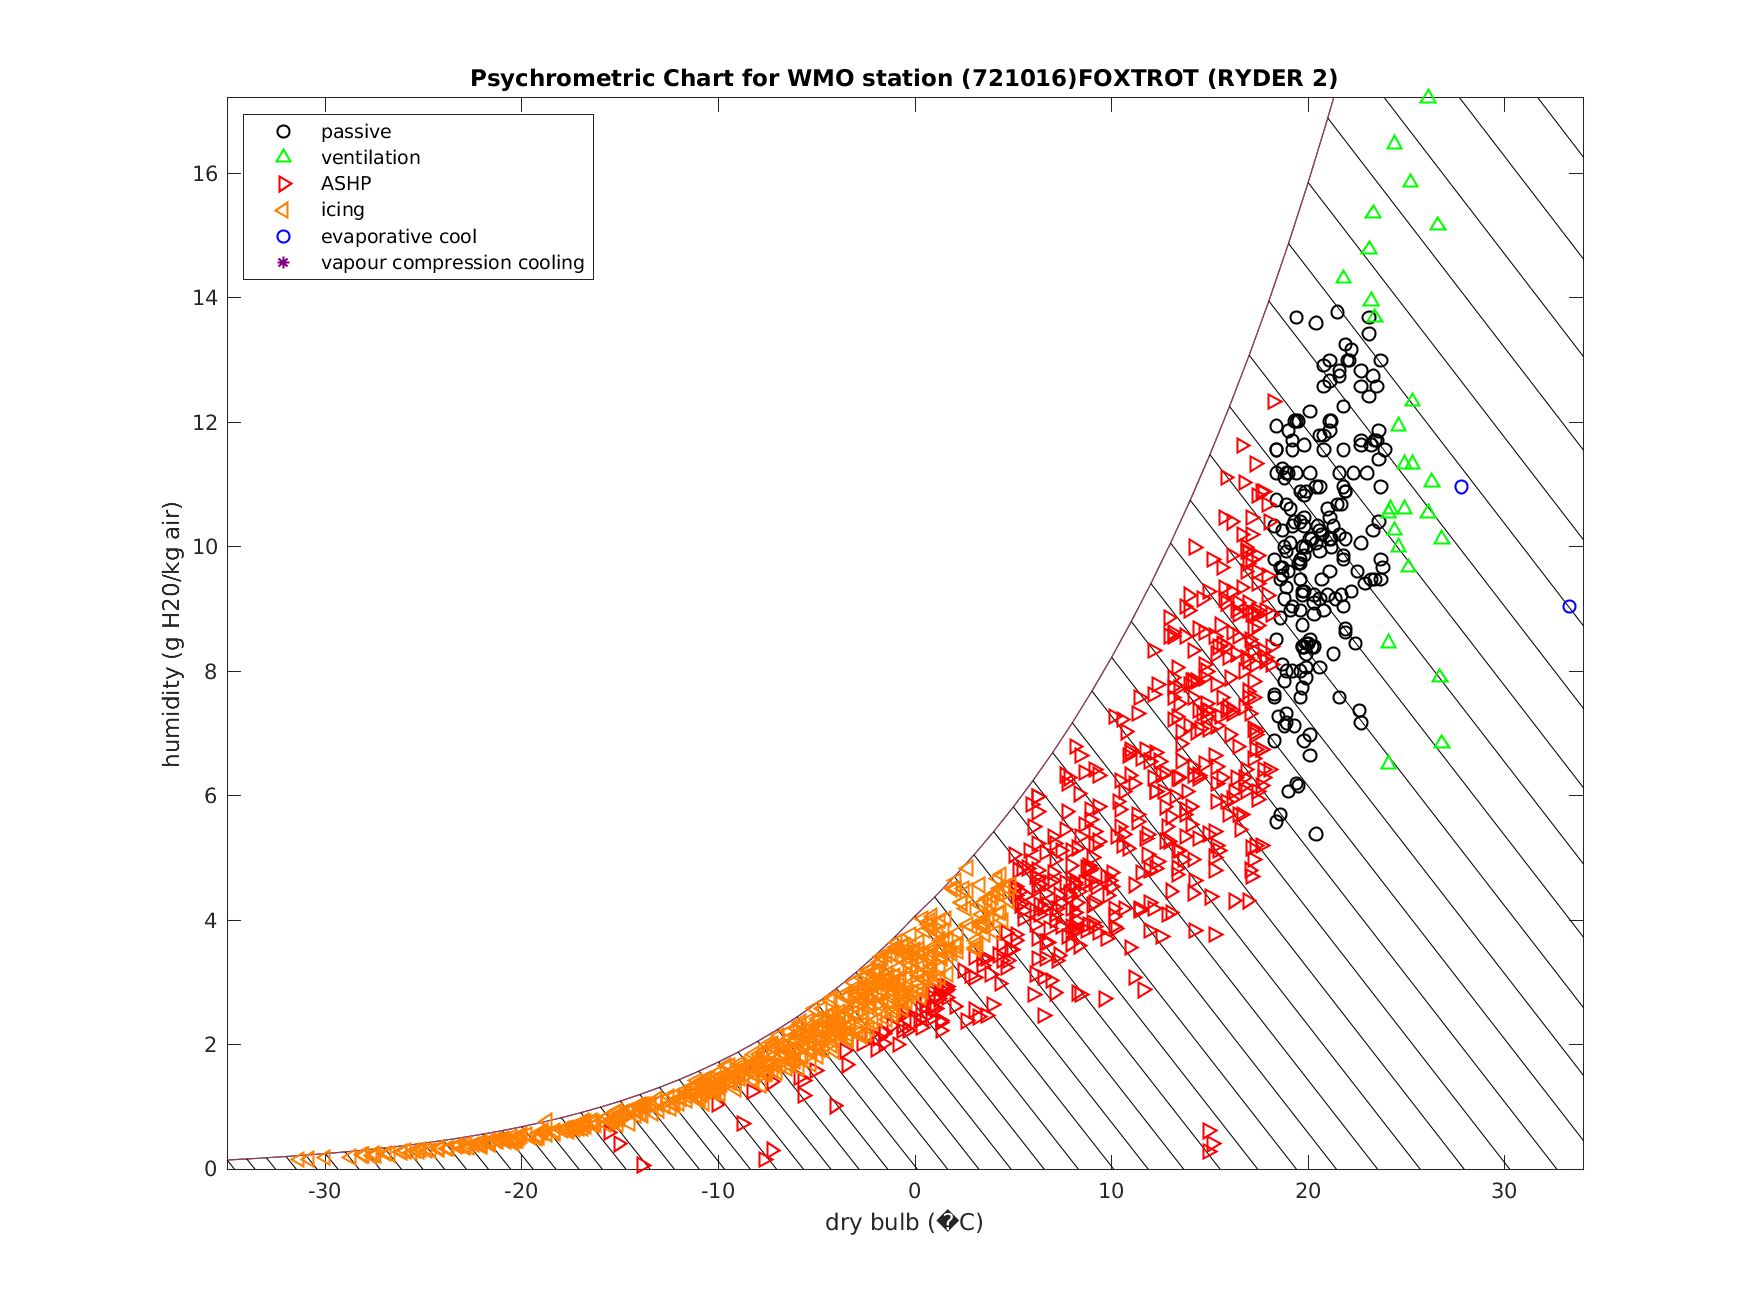 Psychrometric Chart for WMO station (721016)FOXTROT (RYDER 2)
passive
ventilation
ASHP
icing
evaporative cool
vapour compression cooling
humidity (g H20/kg air)
16
14
12
10
8
6
4
2
0
-30 -20 -10 0 10 20 30
dry bulb (�C)